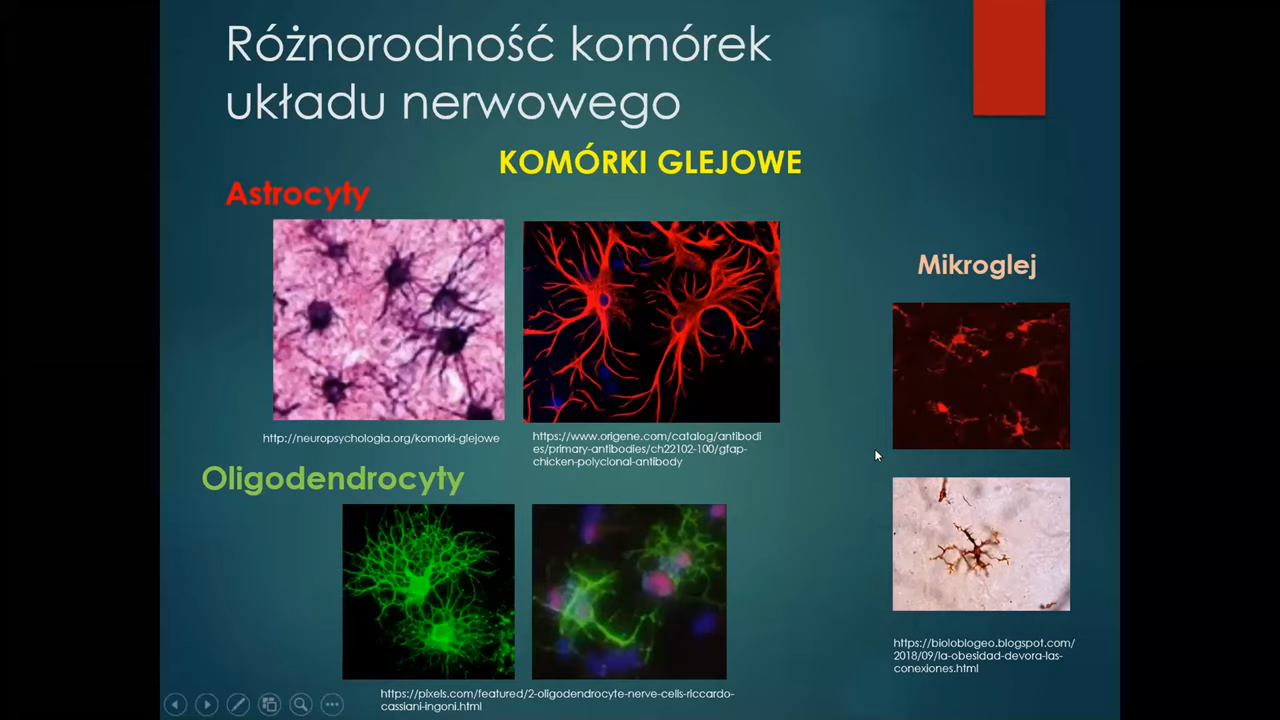 Różnorodność komórek
układu nerwowego
KOMÓRKI GLEJOWE
Astrocyty
http://neuropsychologia.org/komorki-glejowe
https://www.origene.com/catalog/antibodi
es/primary-antibodies/ch22102-100/gfap-
chicken-polyclonal-antibody
Oligodendrocyty
https://pixels.com/featured/2-oligodendrocyte-nerve-cells-riccardo-
cassiani-ingoni.html
Mikroglej
https://bioloblogeo.blogspot.com/
2018/09/la-obesidad-devora-las-
conexiones.html